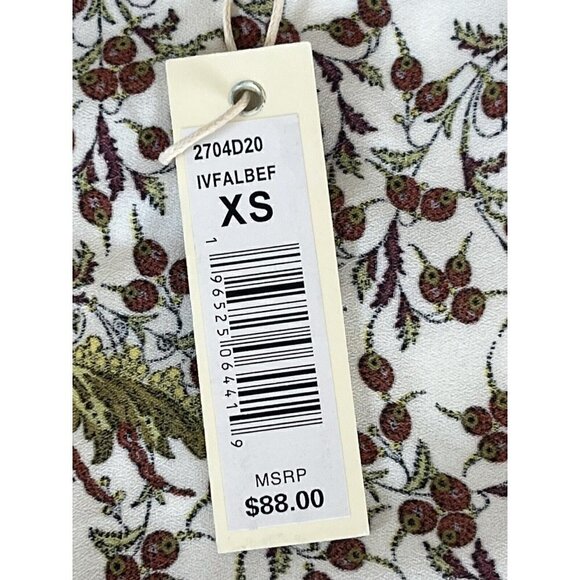 2704D20
IVFALBEF
XS
1 96525 06441 9
MSRP
$88.00